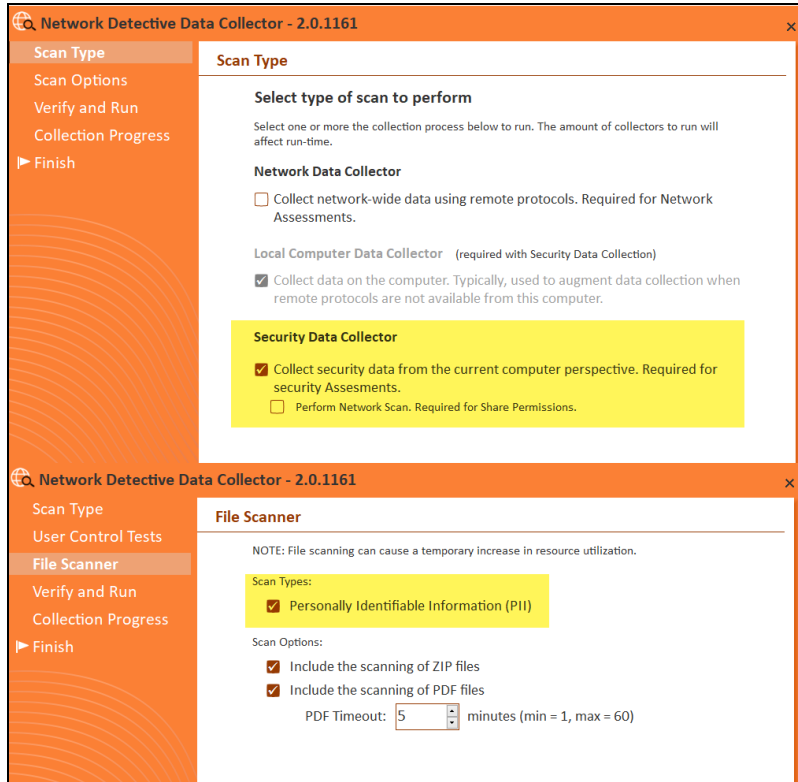 Network Detective Data Collector - 2.0.1161
Scan Type
Scan Options
Verify and Run
Collection Progress
Finish
Scan Type
Select type of scan to perform
Select one or more the collection process below to run. The amount of collectors to run will
affect run-time.
Network Data Collector
Collect network-wide data using remote protocols. Required for Network
Assessments.
Local Computer Data Collector (required with Security Data Collection)
Collect data on the computer. Typically, used to augment data collection when
remote protocols are not available from this computer.
Security Data Collector
Collect security data from the current computer perspective. Required for
security Assesments.
Perform Network Scan. Required for Share Permissions.
Network Detective Data Collector - 2.0.1161
Scan Type
User Control Tests
File Scanner
Verify and Run
Collection Progress
Finish
File Scanner
NOTE: File scanning can cause a temporary increase in resource utilization.
Scan Types:
Personally Identifiable Information (PII)
Scan Options:
Include the scanning of ZIP files
Include the scanning of PDF files
PDF Timeout: 5 minutes (min = 1, max = 60)